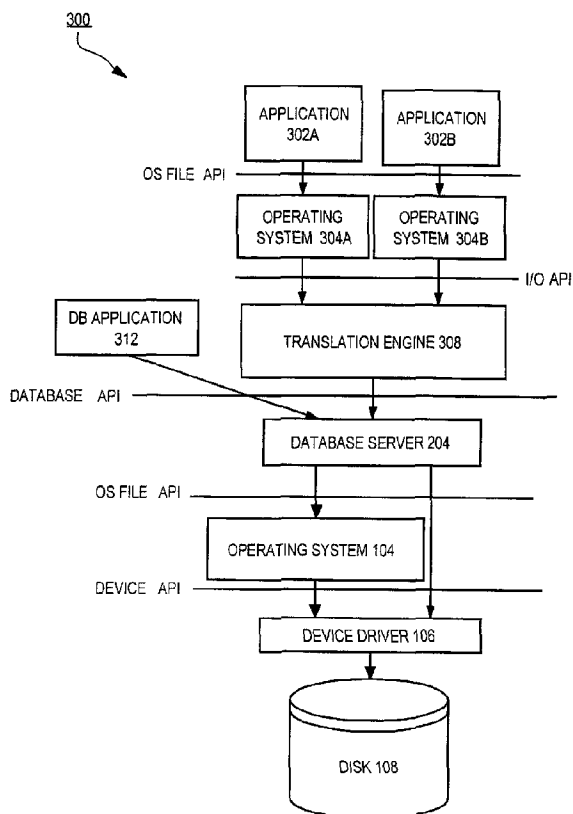 300
APPLICATION
302A
APPLICATION
302B
OS FILE API
OPERATING
SYSTEM 304A
OPERATING
SYSTEM 304B
I/O API
DB APPLICATION
312
TRANSLATION ENGINE 308
DATABASE API
DATABASE SERVER 204
OS FILE API
OPERATING SYSTEM 104
DEVICE API
DEVICE DRIVER 106
DISK 108